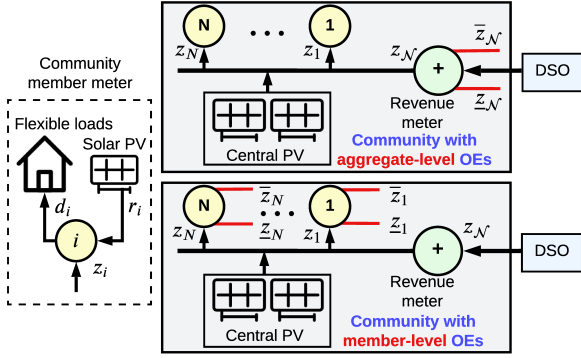 Community
member meter
Flexible loads
Solar PV
d_i
r_i
i
z_i
N
. . .
1
z_N
z_1
z_𝒩
z̅_𝒩
z̲_𝒩
+
DSO
Revenue
meter
Central PV
Community with
aggregate-level OEs
N
z̅_N
. . .
1
z̅_1
z_N
z̲_N
z_1
z̲_1
z_𝒩
+
DSO
Revenue
meter
Central PV
Community with
member-level OEs